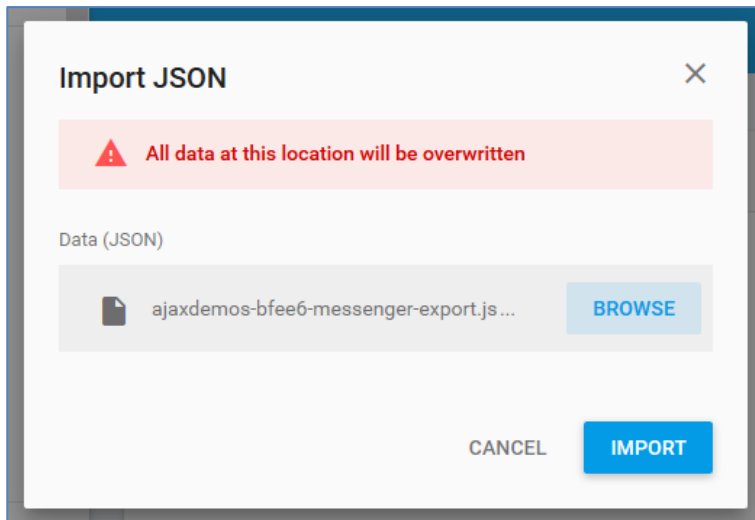 Import JSON
All data at this location will be overwritten
Data (JSON)
ajaxdemos-bfee6-messenger-export.js...
BROWSE
CANCEL
IMPORT